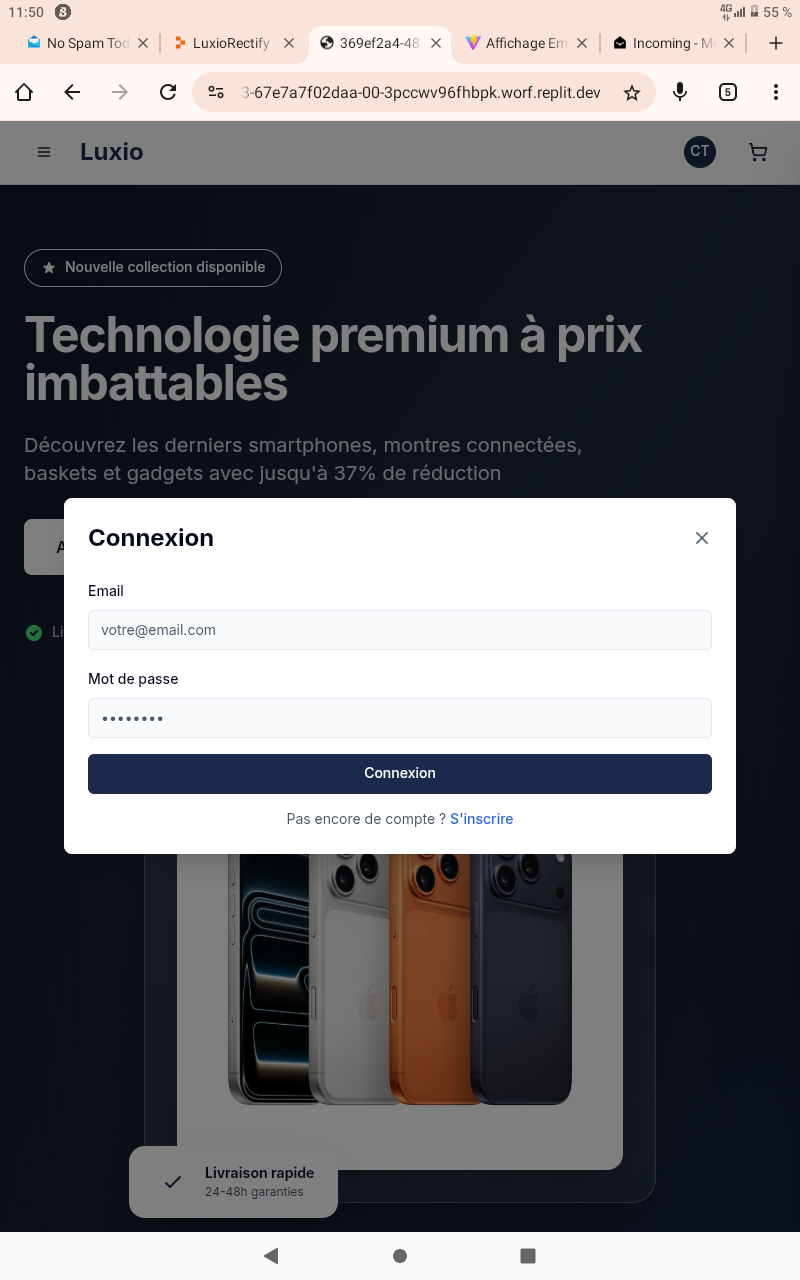 11:50
4G
55 %
No Spam Tod
LuxioRectify
369ef2a4-48
Affichage Em
Incoming - M
3-67e7a7f02daa-00-3pccwv96fhbpk.worf.replit.dev
5
Luxio
CT
Nouvelle collection disponible
Technologie premium à prix
imbattables
Découvrez les derniers smartphones, montres connectées,
baskets et gadgets avec jusqu'à 37% de réduction
Connexion
Email
votre@email.com
Mot de passe
••••••••
Connexion
Pas encore de compte ? S'inscrire
Livraison rapide
24-48h garanties